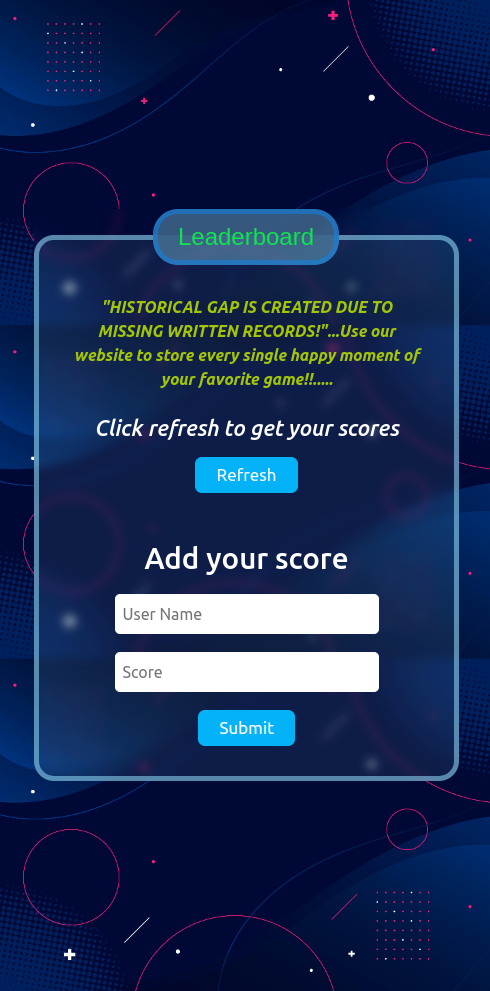 Leaderboard
"HISTORICAL GAP IS CREATED DUE TO
MISSING WRITTEN RECORDS!"...Use our
website to store every single happy moment of
your favorite game!!.....
Click refresh to get your scores
Refresh
Add your score
User Name
Score
Submit